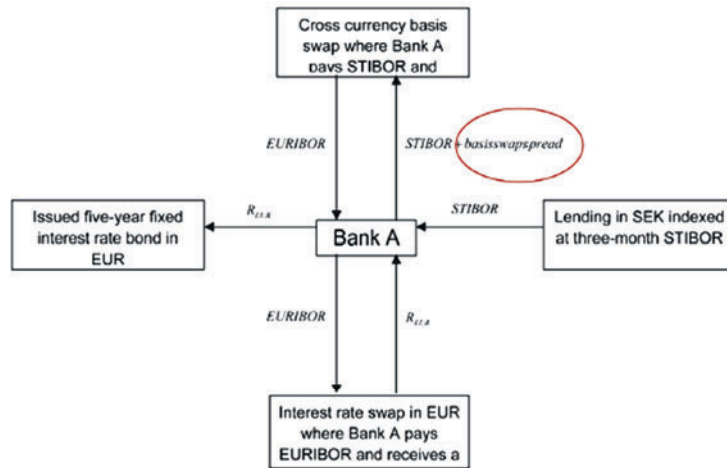 Cross currency basis
swap where Bank A
pays STIBOR and
EURIBOR
STIBOR + basisswapspread
Issued five-year fixed
interest rate bond in
EUR
R
Bank A
STIBOR
Lending in SEK indexed
at three-month STIBOR
EURIBOR
R
Interest rate swap in EUR
where Bank A pays
EURIBOR and receives a